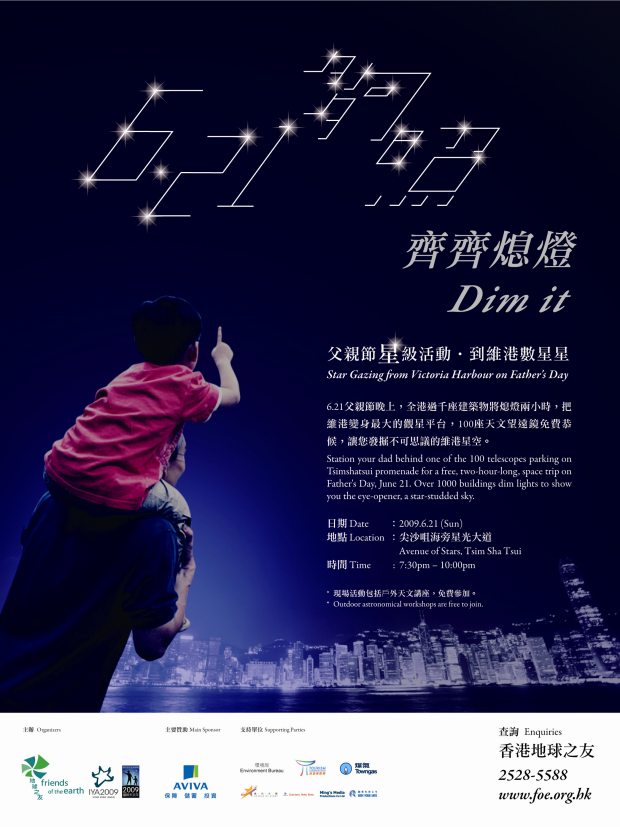 621 夠照
齊齊熄燈
Dim it
父親節星級活動・到維港數星星
Star Gazing from Victoria Harbour on Father's Day
6.21父親節晚上，全港過千座建築物將熄燈兩小時，把
維港變身最大的觀星平台，100座天文望遠鏡免費恭
候，讓您發掘不可思議的維港星空。
Station your dad behind one of the 100 telescopes parking on
Tsimshatsui promenade for a free, two-hour-long, space trip on
Father's Day, June 21. Over 1000 buildings dim lights to show
you the eye-opener, a star-studded sky.
日期 Date : 2009.6.21 (Sun)
地點 Location : 尖沙咀海旁星光大道
Avenue of Stars, Tsim Sha Tsui
時間 Time : 7:30pm – 10:00pm
* 現場活動包括戶外天文講座，免費參加。
* Outdoor astronomical workshops are free to join.
主辦 Organizers
地球之友
friends
of the earth
IYA2009
2009
主要贊助 Main Sponsor
AVIVA
保障 儲蓄 投資
支持單位 Supporting Parties
環境局
Environment Bureau
煤氣
Towngas
Ming's Media
查詢 Enquiries
香港地球之友
2528-5588
www.foe.org.hk